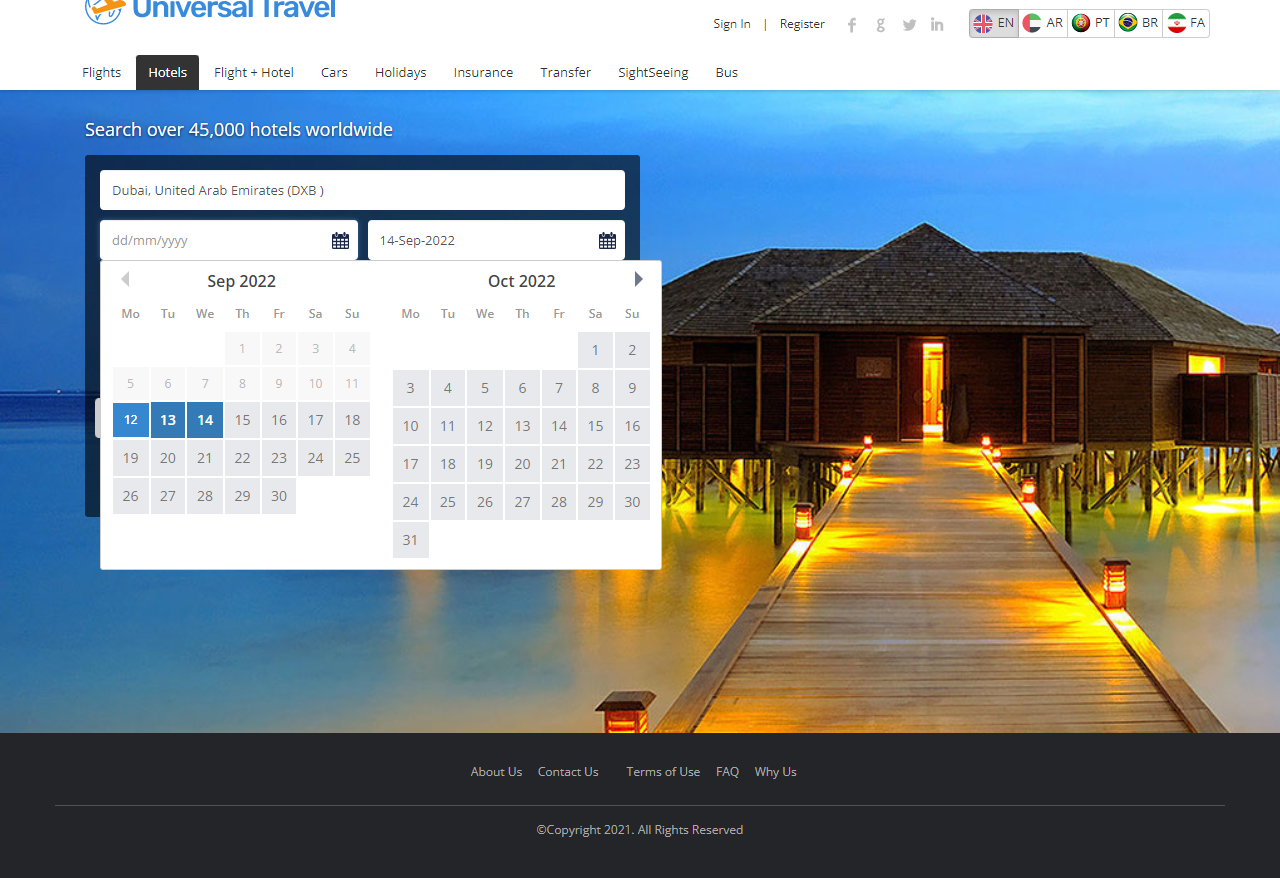 Universal Travel
Sign In | Register
EN AR PT BR FA
Flights Hotels Flight + Hotel Cars Holidays Insurance Transfer SightSeeing Bus
Search over 45,000 hotels worldwide
Dubai, United Arab Emirates (DXB )
dd/mm/yyyy 14-Sep-2022
Sep 2022
Mo Tu We Th Fr Sa Su
1 2 3 4
5 6 7 8 9 10 11
12 13 14 15 16 17 18
19 20 21 22 23 24 25
26 27 28 29 30
Oct 2022
Mo Tu We Th Fr Sa Su
1 2
3 4 5 6 7 8 9
10 11 12 13 14 15 16
17 18 19 20 21 22 23
24 25 26 27 28 29 30
31
About Us Contact Us Terms of Use FAQ Why Us
©Copyright 2021. All Rights Reserved